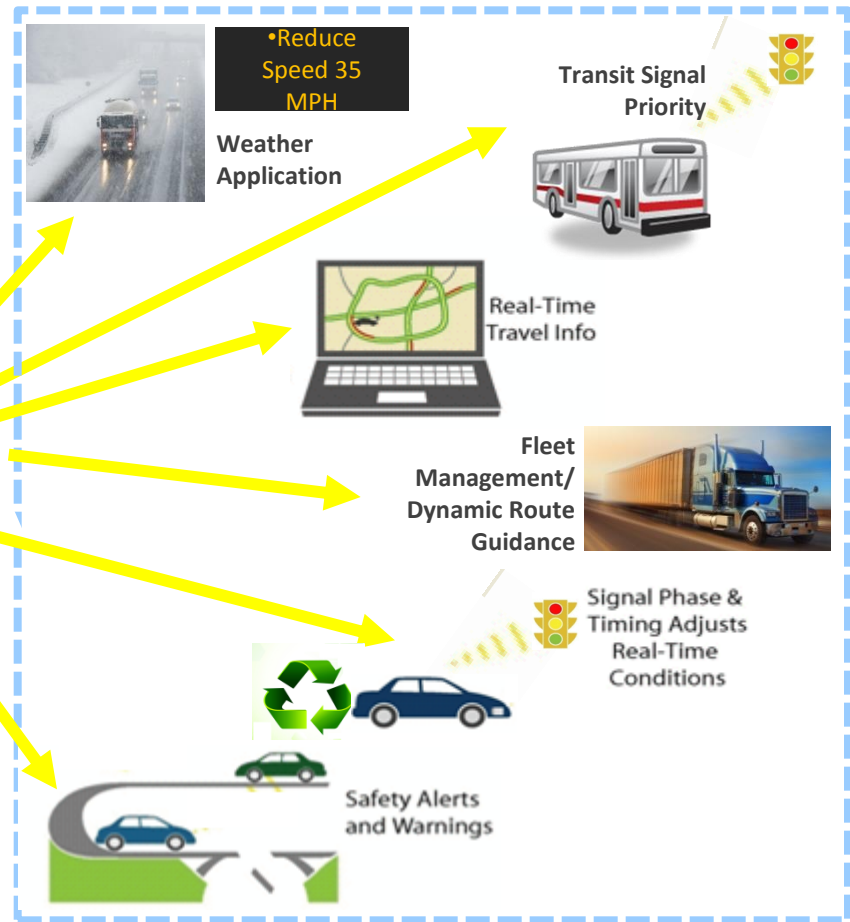 •Reduce
Speed 35
MPH
Weather
Application
Transit Signal
Priority
Real-Time
Travel Info
Fleet
Management/
Dynamic Route
Guidance
Signal Phase &
Timing Adjusts
Real-Time
Conditions
Safety Alerts
and Warnings